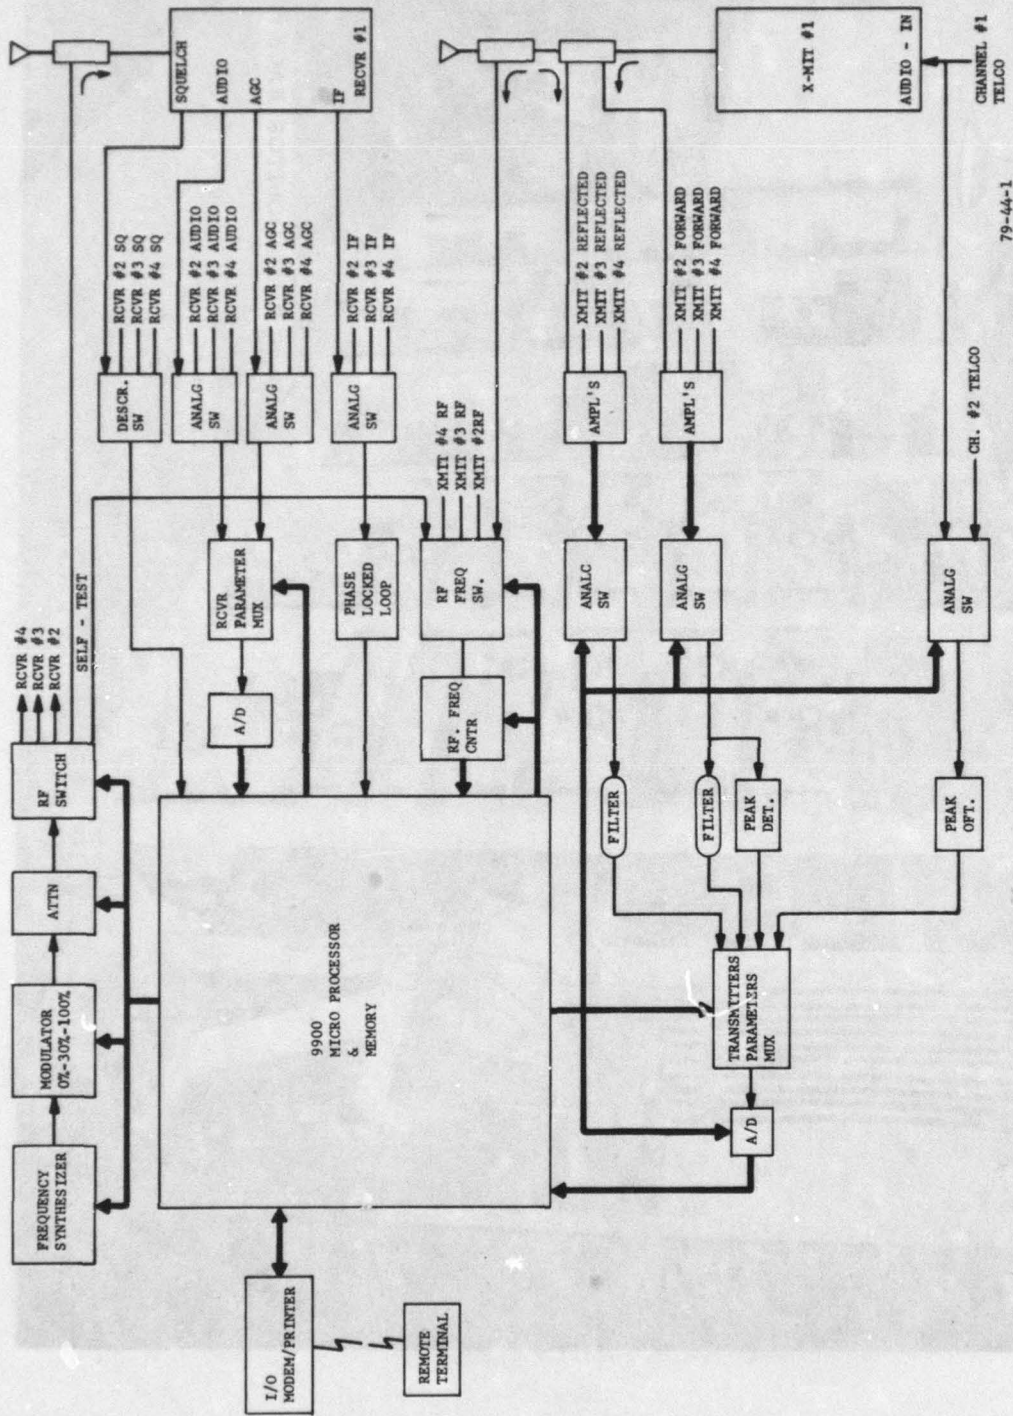 FREQUENCY
SYNTHESIZER
MODULATOR
0%-30%-100%
ATTN
RF
SWITCH
RCVR #4
RCVR #3
RCVR #2
SELF - TEST
SQUELCH
AUDIO
AGC
IF
RECVR #1
DESCR.
SW
RCVR #2 SQ
RCVR #3 SQ
RCVR #4 SQ
ANALG
SW
RCVR #2 AUDIO
RCVR #3 AUDIO
RCVR #4 AUDIO
ANALG
SW
RCVR #2 AGC
RCVR #3 AGC
RCVR #4 AGC
ANALG
SW
RCVR #2 IF
RCVR #3 IF
RCVR #4 IF
RCVR
PARAMETER
MUX
A/D
PHASE
LOCKED
LOOP
RF
FREQ
SW.
XMIT #4 RF
XMIT #3 RF
XMIT #2RF
RF. FREQ
CNTR
9900
MICRO PROCESSOR
&
MEMORY
I/O
MODEM/PRINTER
REMOTE
TERMINAL
X-MIT #1
AUDIO - IN
CHANNEL #1
TELCO
AMPL'S
XMIT #2 REFLECTED
XMIT #3 REFLECTED
XMIT #4 REFLECTED
AMPL'S
XMIT #2 FORWARD
XMIT #3 FORWARD
XMIT #4 FORWARD
ANALC
SW
ANALG
SW
ANALG
SW
CH. #2 TELCO
FILTER
FILTER
PEAK
DET.
PEAK
OFT.
TRANSMITTERS
PARAMETERS
MUX
A/D
79-44-1